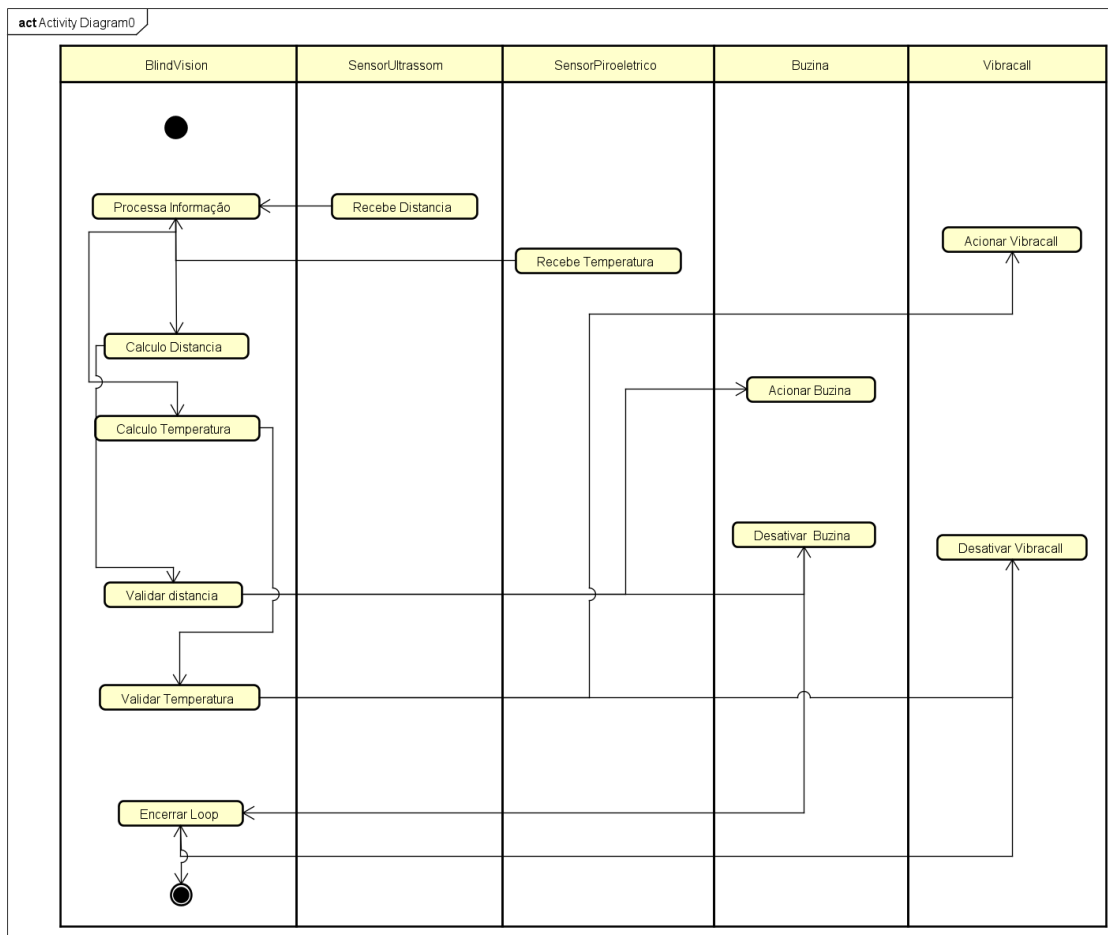 act Activity Diagram0
BlindVision
SensorUltrassom
SensorPiroeletrico
Buzina
Vibracall
Processa Informação
Recebe Distancia
Acionar Vibracall
Recebe Temperatura
Calculo Distancia
Acionar Buzina
Calculo Temperatura
Desativar Buzina
Desativar Vibracall
Validar distancia
Validar Temperatura
Encerrar Loop